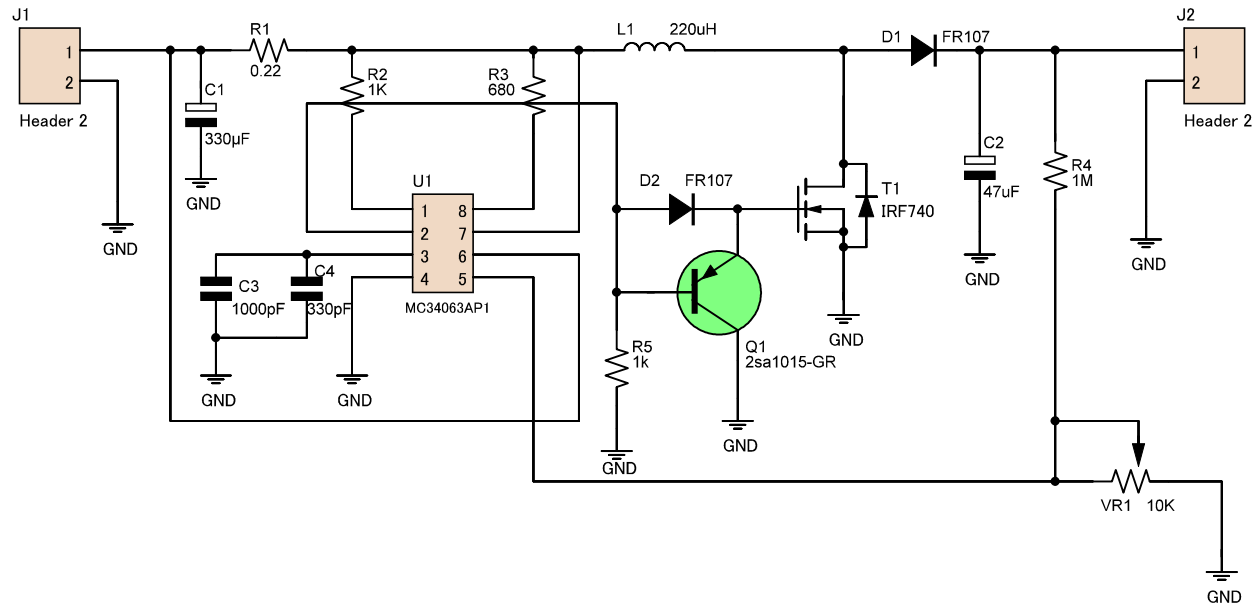 J1
1
2
Header 2
GND
R1
0.22
C1
330μF
GND
R2
1K
R3
680
L1 220uH
D1 FR107
J2
1
2
Header 2
GND
C2
47uF
GND
R4
1M
D2 FR107
T1
IRF740
GND
U1
1 8
2 7
3 6
4 5
MC34063AP1
C3
1000pF
C4
330pF
GND
GND
R5
1k
GND
Q1
2sa1015-GR
GND
VR1 10K
GND